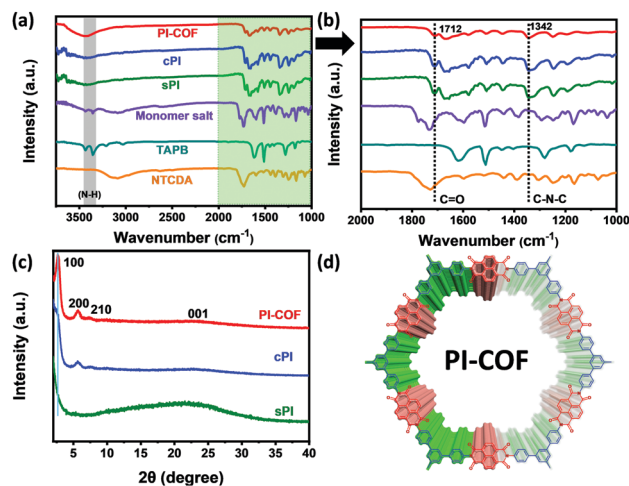 (a)
PI-COF
cPI
sPI
Monomer salt
TAPB
NTCDA
(N-H)
Intensity (a.u.)
3500 3000 2500 2000 1500 1000
Wavenumber (cm⁻¹)
(b)
1712
1342
C=O
C-N-C
Intensity (a.u.)
2000 1800 1600 1400 1200 1000
Wavenumber (cm⁻¹)
(c)
100
200
210
001
PI-COF
cPI
sPI
Intensity (a.u.)
5 10 15 20 25 30 35 40
2θ (degree)
(d)
PI-COF